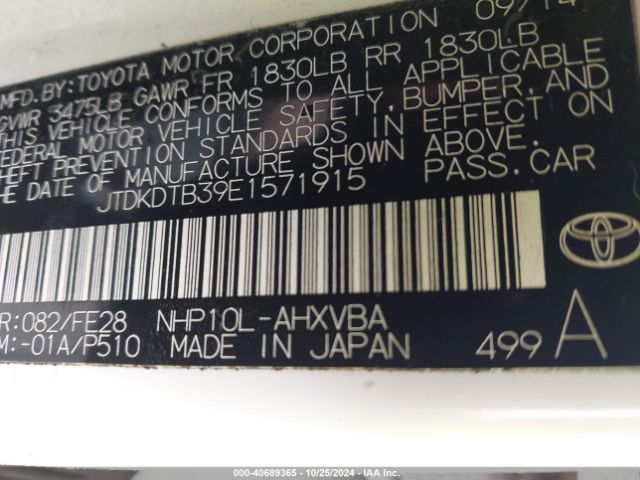 MFD.BY:TOYOTA MOTOR CORPORATION 09/14
GVWR 3475LB GAWR FR 1830LB RR 1830LB
THIS VEHICLE CONFORMS TO ALL APPLICABLE
FEDERAL MOTOR VEHICLE SAFETY,BUMPER,AND
THEFT PREVENTION STANDARDS IN EFFECT ON
THE DATE OF MANUFACTURE SHOWN ABOVE.
JTDKDTB39E1571915 PASS.CAR
R:082/FE28 NHP10L-AHXVBA
M:-01A/P510 MADE IN JAPAN 499 A
000-40689365 | 10/25/2024 | IAA Inc.